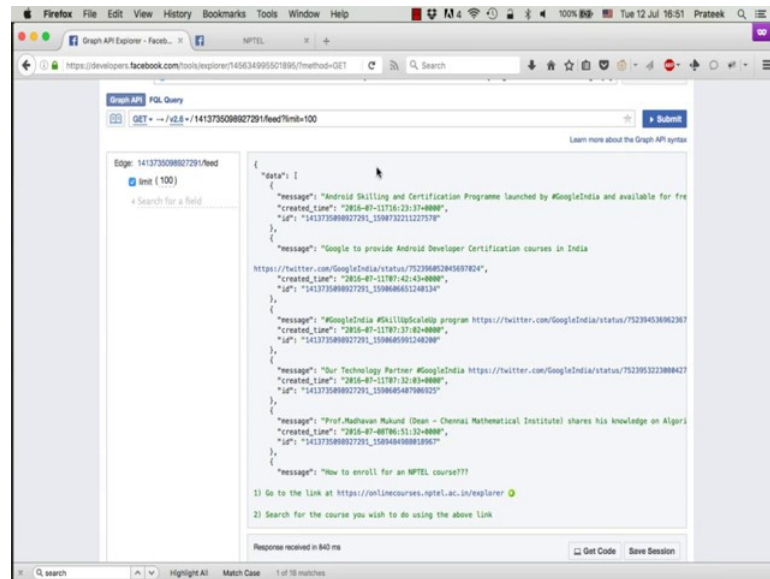 Firefox File Edit View History Bookmarks Tools Window Help 4 100% Tue 12 Jul 16:51 Prateek
Graph API Explorer - Faceb... × NPTEL × +
https://developers.facebook.com/tools/explorer/145634995501895/?method=GET Search
Graph API FQL Query
GET → /v2.6 /1413735098927291/feed?limit=100 Submit
Learn more about the Graph API syntax
Edge: 1413735098927291/feed
limit (100)
+ Search for a field
{
"data": [
{
"message": "Android Skilling and Certification Programme launched by #GoogleIndia and available for fre
"created_time": "2016-07-11T16:23:37+0000",
"id": "1413735098927291_1590732211227578"
},
{
"message": "Google to provide Android Developer Certification courses in India
https://twitter.com/GoogleIndia/status/752396052045697024",
"created_time": "2016-07-11T07:42:43+0000",
"id": "1413735098927291_1590606651240134"
},
{
"message": "#GoogleIndia #SkillUpScaleUp program https://twitter.com/GoogleIndia/status/752394536962367
"created_time": "2016-07-11T07:37:02+0000",
"id": "1413735098927291_1590605991240200"
},
{
"message": "Our Technology Partner #GoogleIndia https://twitter.com/GoogleIndia/status/7523953223080427
"created_time": "2016-07-11T07:32:03+0000",
"id": "1413735098927291_1590605407906925"
},
{
"message": "Prof.Madhavan Mukund (Dean - Chennai Mathematical Institute) shares his knowledge on Algori
"created_time": "2016-07-08T06:51:32+0000",
"id": "1413735098927291_1589484988018967"
},
{
"message": "How to enroll for an NPTEL course???
1) Go to the link at https://onlinecourses.nptel.ac.in/explorer
2) Search for the course you wish to do using the above link
Response received in 840 ms
Get Code Save Session
× search Highlight All Match Case 1 of 18 matches